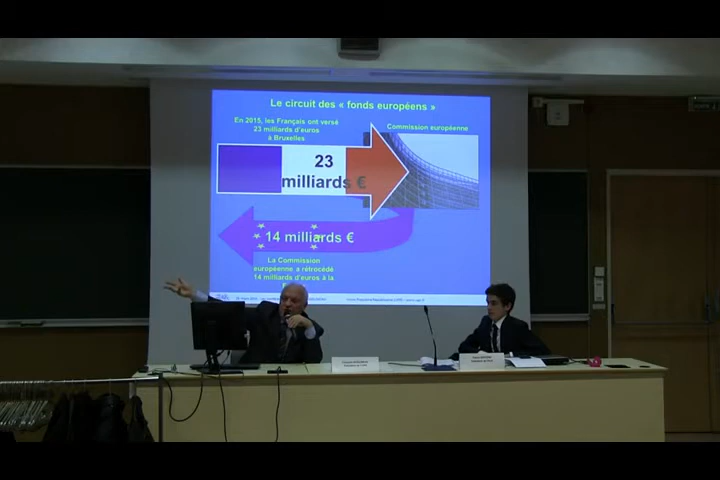 Le circuit des « fonds européens »
En 2015, les Français ont versé
23 milliards d'euros
à Bruxelles
Commission européenne
23
milliards €
14 milliards €
La Commission
européenne a rétrocédé
14 milliards d'euros à la